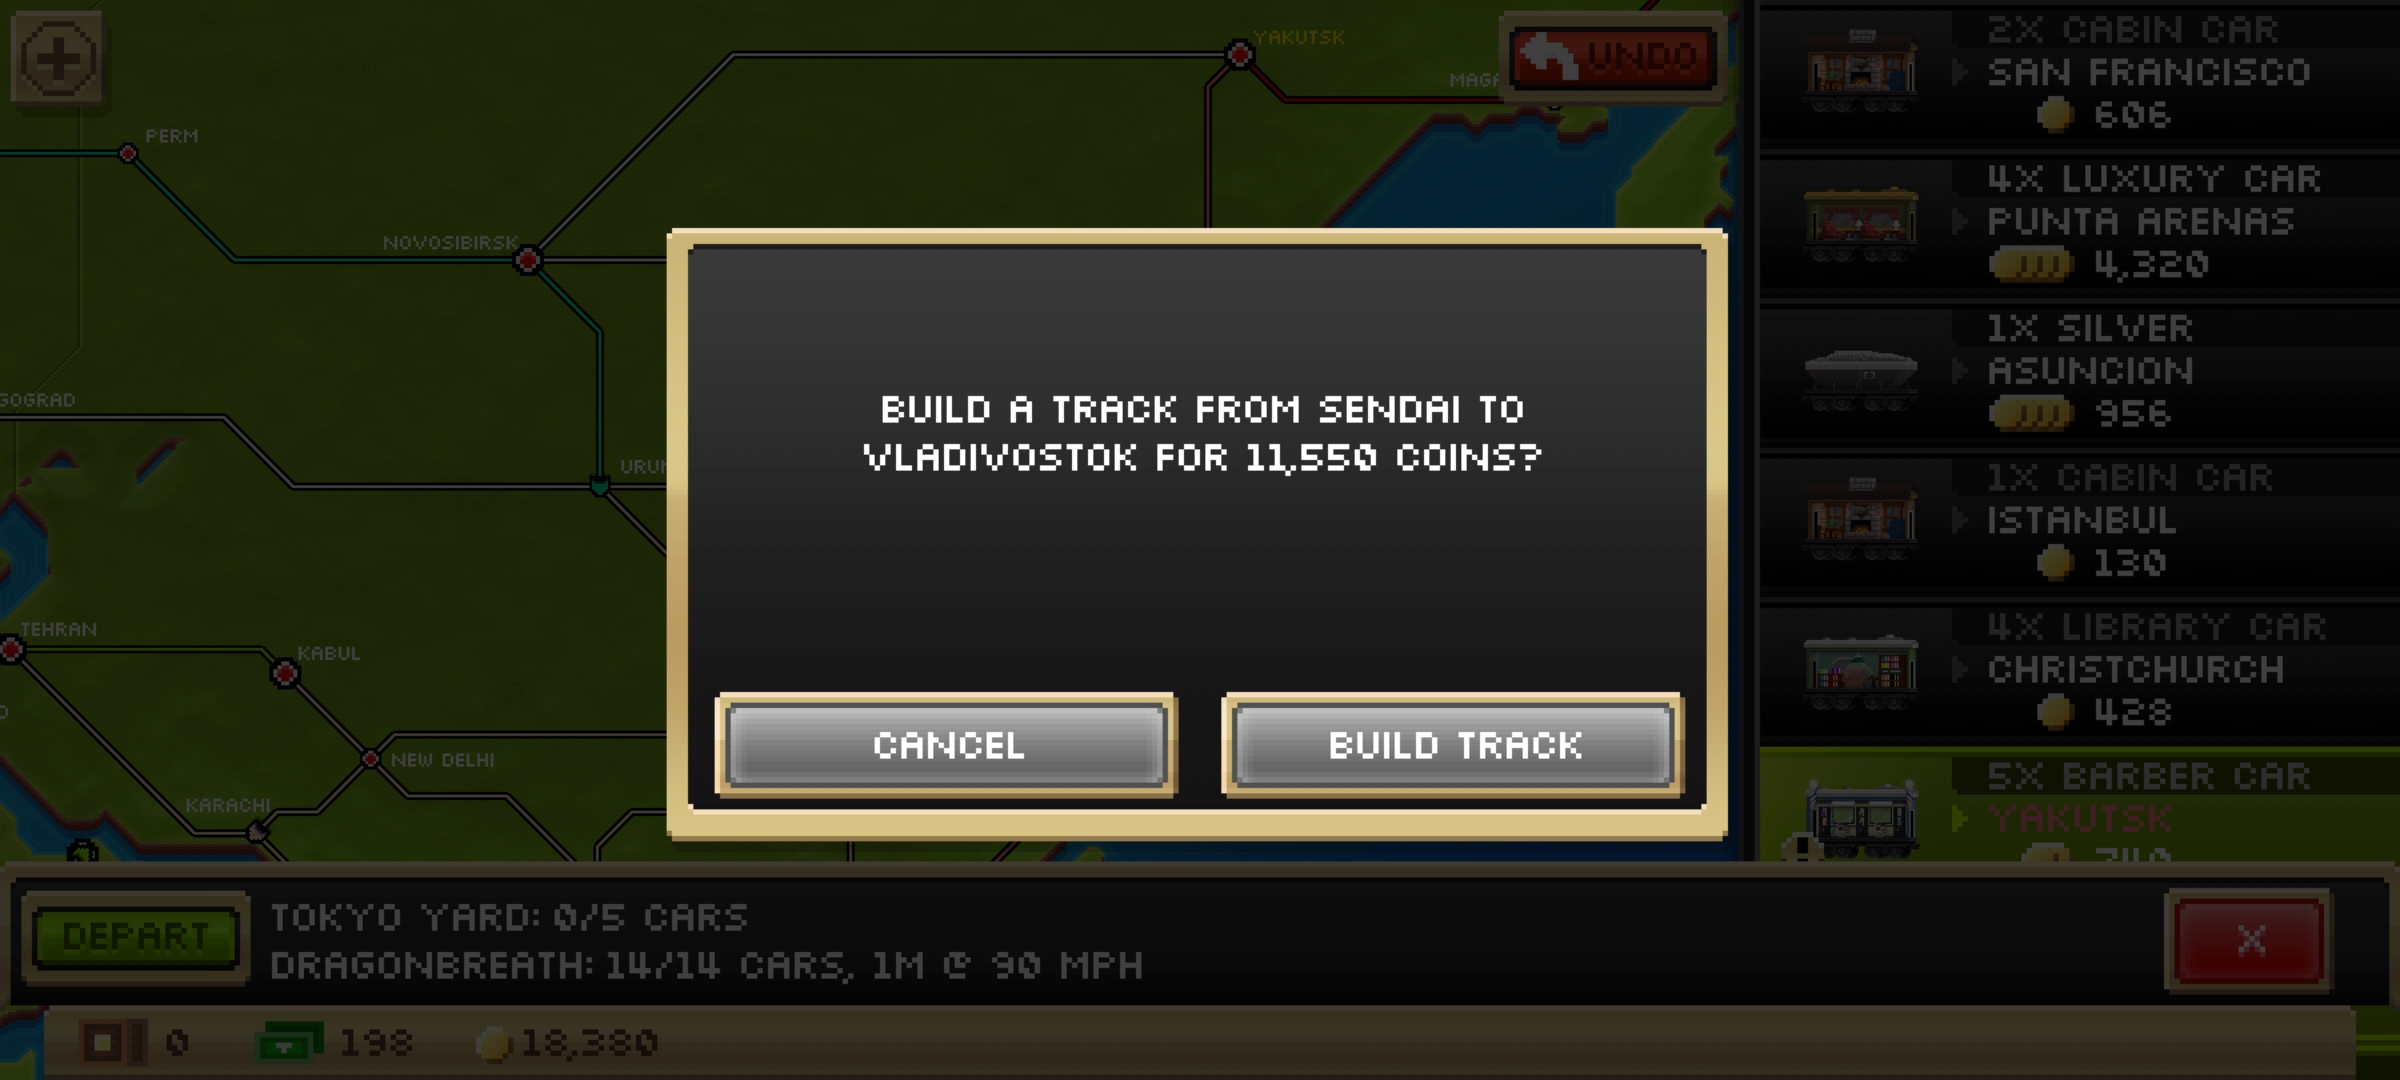 YAKUTSK
UNDO
PERM
NOVOSIBIRSK
TEHRAN
KABUL
NEW DELHI
KARACHI
BUILD A TRACK FROM SENDAI TO
VLADIVOSTOK FOR 11,550 COINS?
CANCEL
BUILD TRACK
2X CABIN CAR
SAN FRANCISCO
606
4X LUXURY CAR
PUNTA ARENAS
4,320
1X SILVER
ASUNCION
956
1X CABIN CAR
ISTANBUL
130
4X LIBRARY CAR
CHRISTCHURCH
428
5X BARBER CAR
YAKUTSK
DEPART
TOKYO YARD: 0/5 CARS
DRAGONBREATH: 14/14 CARS, 1M @ 90 MPH
X
0
198
18,380